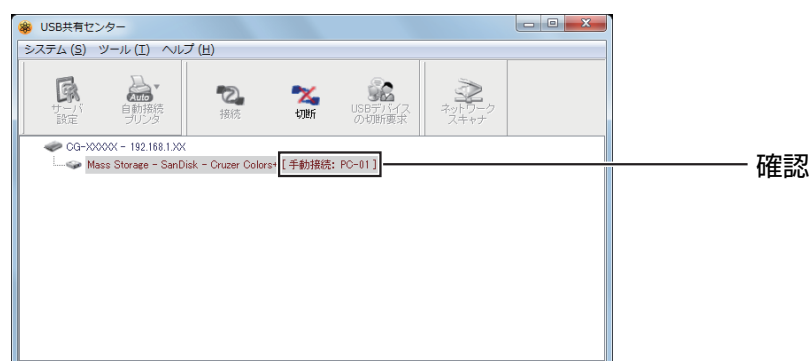 USB共有センター
システム (S) ツール (T) ヘルプ (H)
サーバ
設定
Auto
自動接続
プリンタ
接続
切断
USBデバイス
の切断要求
ネットワーク
スキャナ
CG-XXXXX - 192.168.1.XX
Mass Storage - SanDisk - Cruzer Colors+ [手動接続: PC-01]
確認